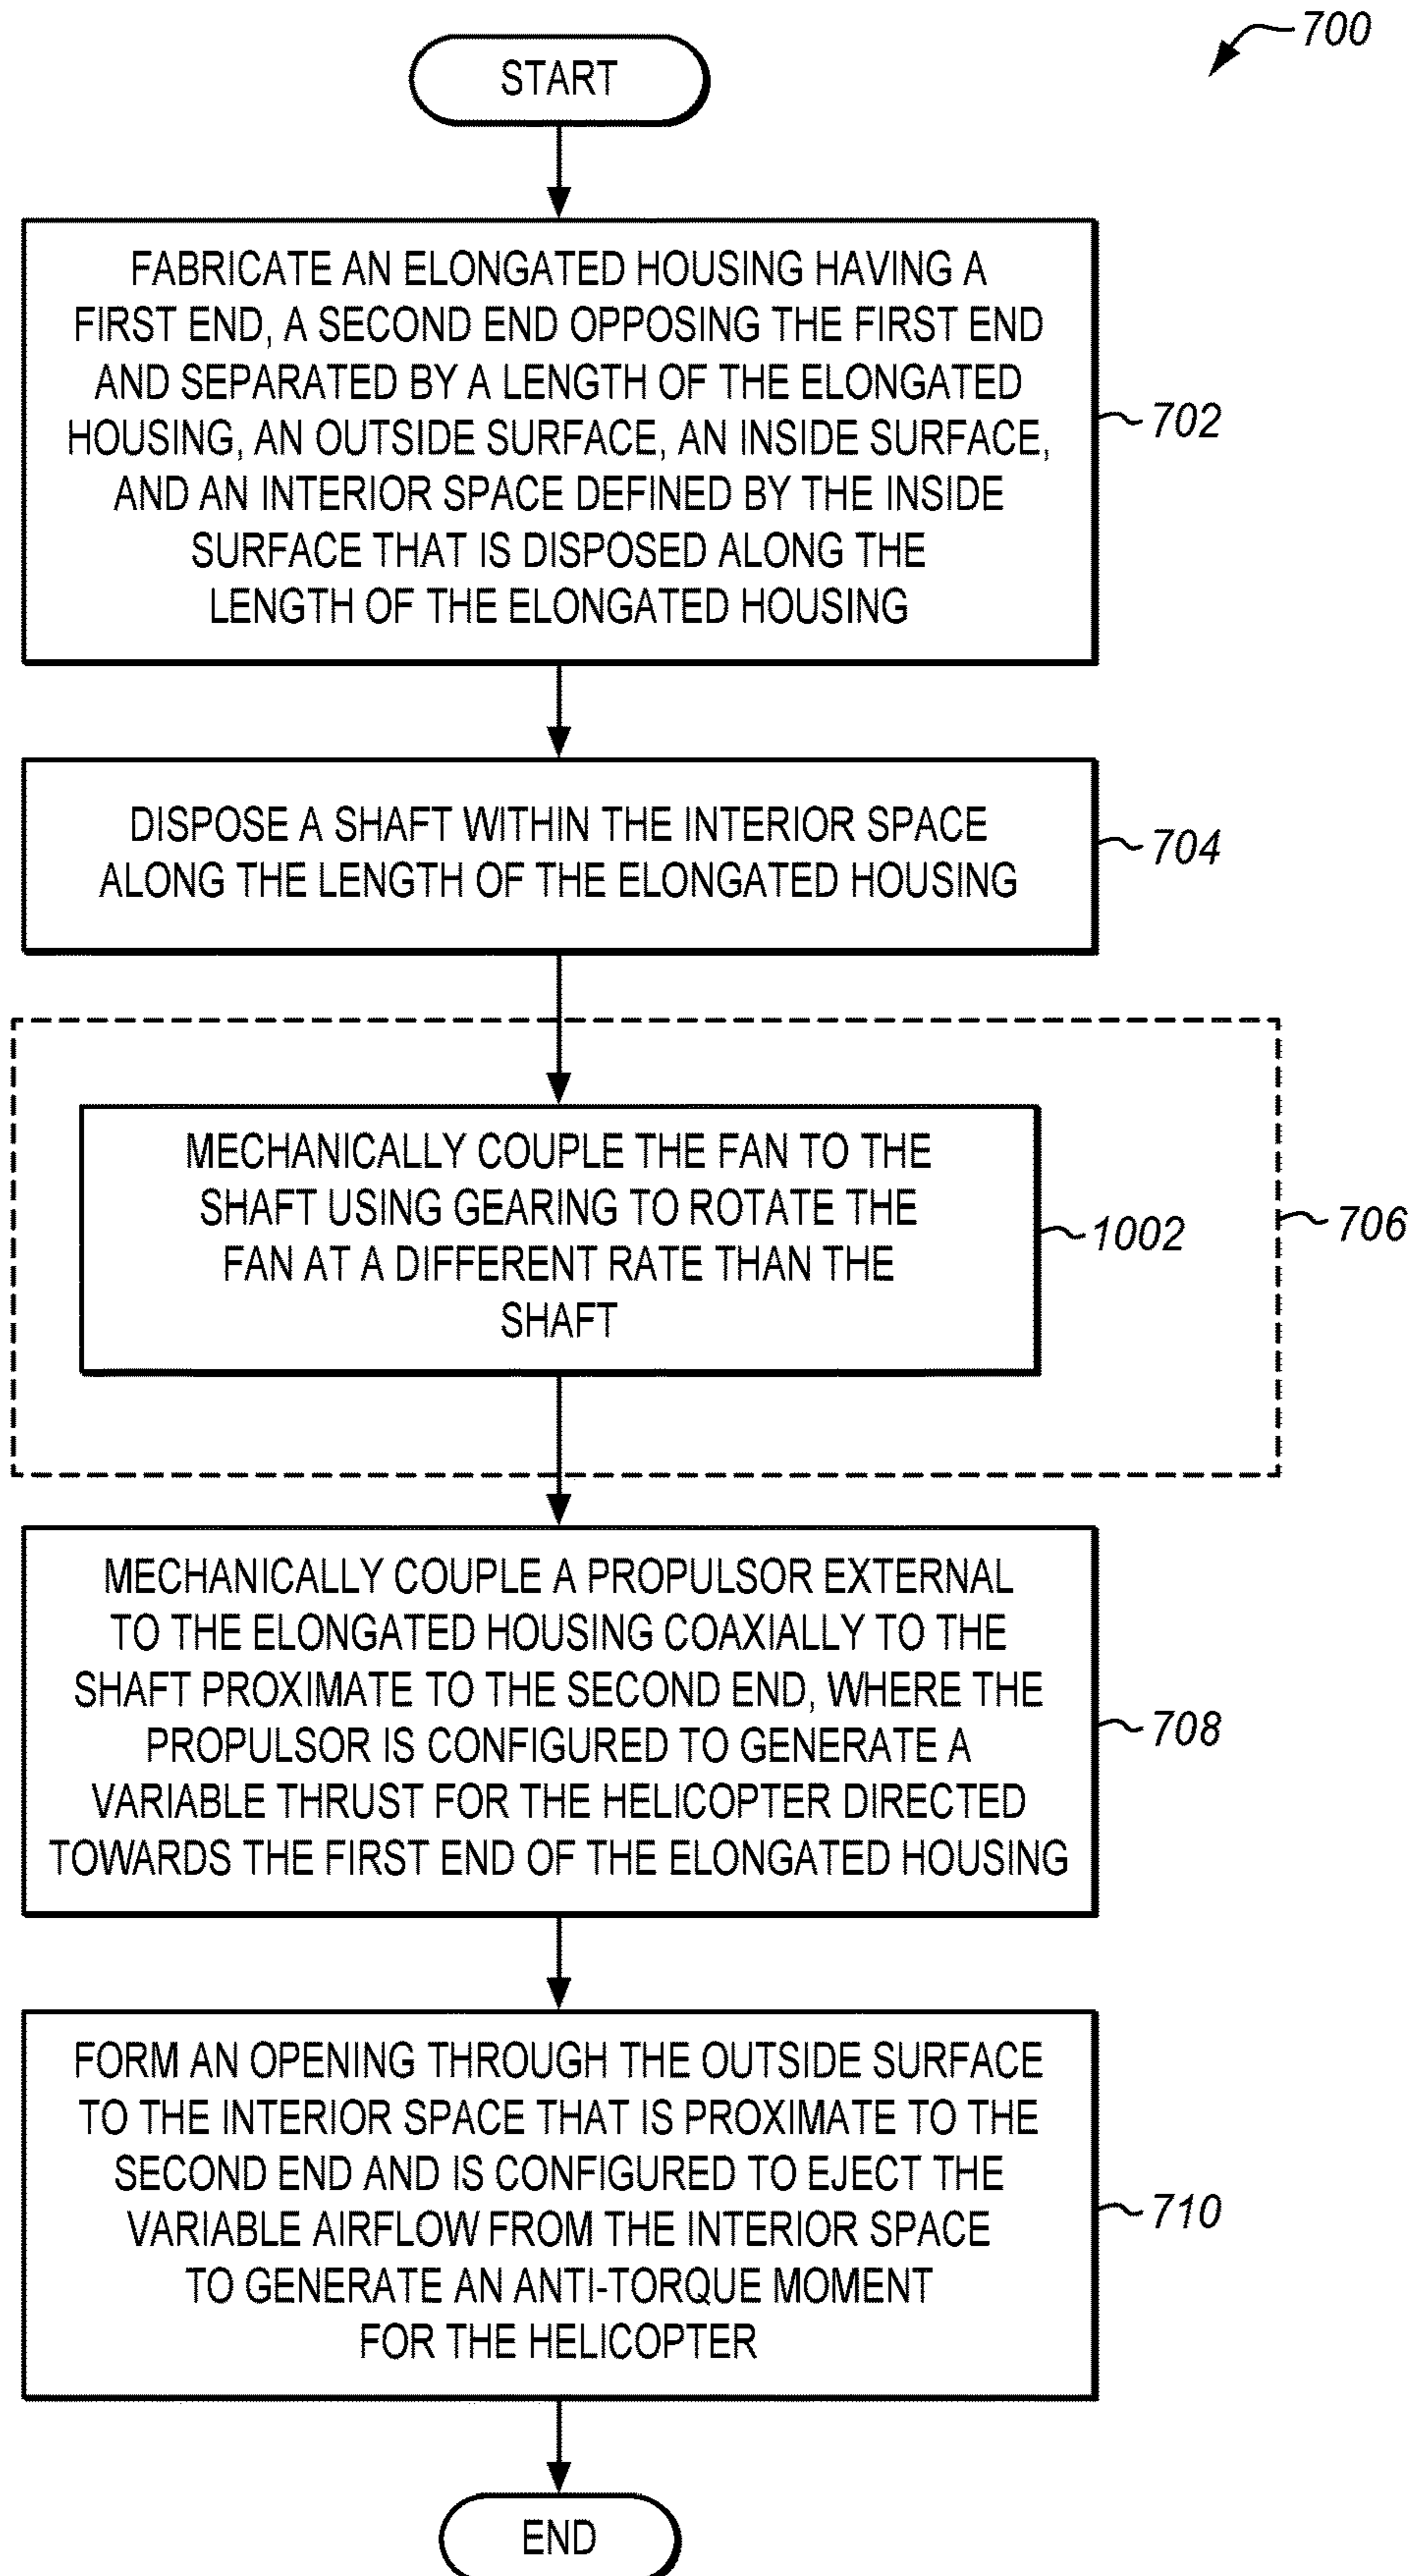 700
START
FABRICATE AN ELONGATED HOUSING HAVING A
FIRST END, A SECOND END OPPOSING THE FIRST END
AND SEPARATED BY A LENGTH OF THE ELONGATED
HOUSING, AN OUTSIDE SURFACE, AN INSIDE SURFACE,
AND AN INTERIOR SPACE DEFINED BY THE INSIDE
SURFACE THAT IS DISPOSED ALONG THE
LENGTH OF THE ELONGATED HOUSING
702
DISPOSE A SHAFT WITHIN THE INTERIOR SPACE
ALONG THE LENGTH OF THE ELONGATED HOUSING
704
MECHANICALLY COUPLE THE FAN TO THE
SHAFT USING GEARING TO ROTATE THE
FAN AT A DIFFERENT RATE THAN THE
SHAFT
1002
706
MECHANICALLY COUPLE A PROPULSOR EXTERNAL
TO THE ELONGATED HOUSING COAXIALLY TO THE
SHAFT PROXIMATE TO THE SECOND END, WHERE THE
PROPULSOR IS CONFIGURED TO GENERATE A
VARIABLE THRUST FOR THE HELICOPTER DIRECTED
TOWARDS THE FIRST END OF THE ELONGATED HOUSING
708
FORM AN OPENING THROUGH THE OUTSIDE SURFACE
TO THE INTERIOR SPACE THAT IS PROXIMATE TO THE
SECOND END AND IS CONFIGURED TO EJECT THE
VARIABLE AIRFLOW FROM THE INTERIOR SPACE
TO GENERATE AN ANTI-TORQUE MOMENT
FOR THE HELICOPTER
710
END